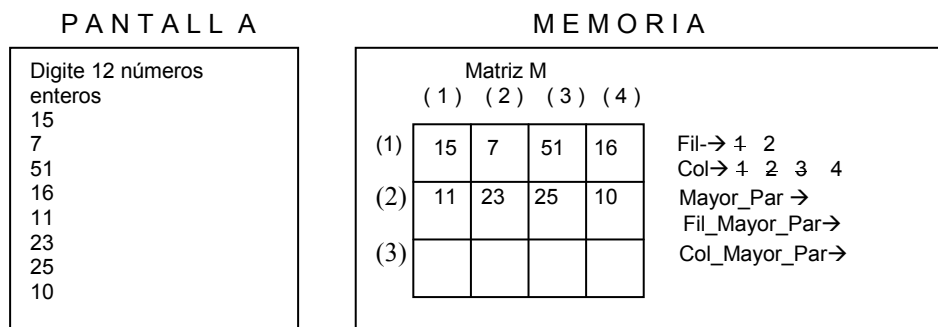 P A N T A L L  A
M E M O R I A
Digite 12 números
enteros
15
7
51
16
11
23
25
10
Matriz M
( 1 ) ( 2 ) ( 3 ) ( 4 )
(1) 15 7 51 16
(2) 11 23 25 10
(3)
Fil-→ 1 2
Col→ 1 2 3 4
Mayor_Par →
Fil_Mayor_Par→
Col_Mayor_Par→